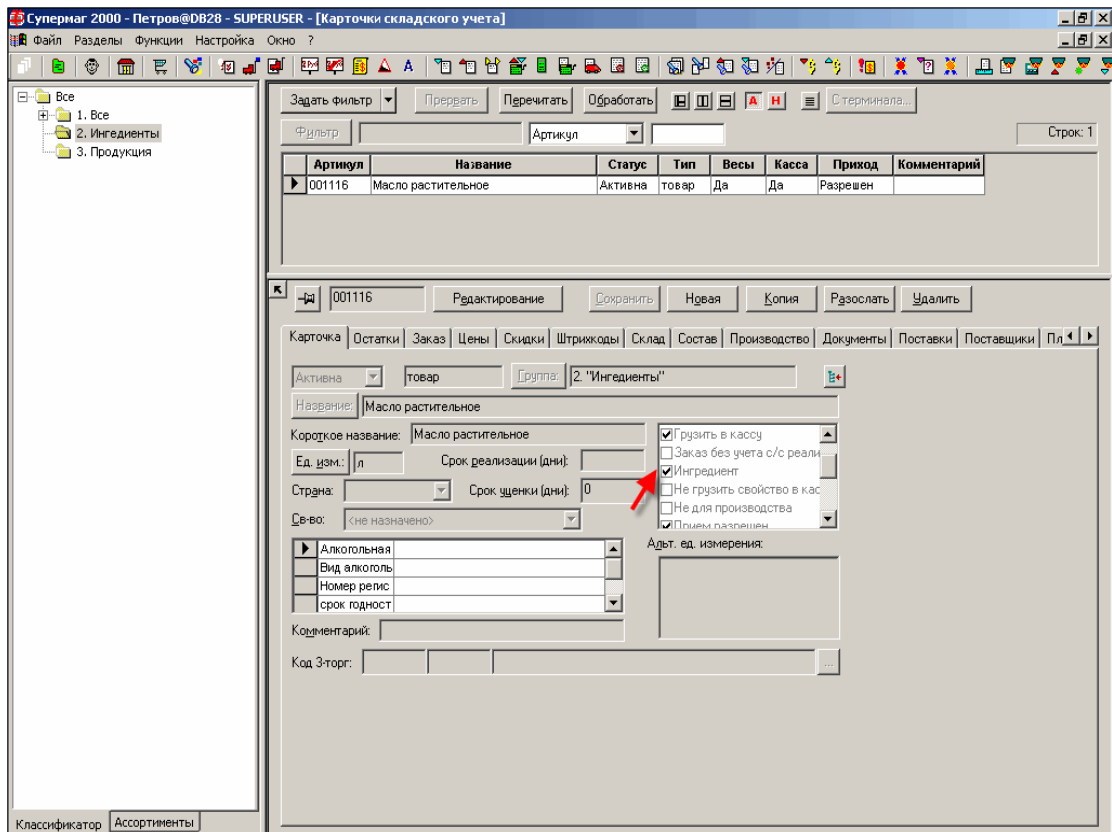 Супермаг 2000 - Петров@DB28 - SUPERUSER - [Карточки складского учета]
Файл Разделы Функции Настройка Окно ?
Все
1. Все
2. Ингедиенты
3. Продукция
Задать фильтр Прервать Перечитать Обработать А Н С терминала...
Фильтр Артикул Строк: 1
Артикул Название Статус Тип Весы Касса Приход Комментарий
001116 Масло растительное Активна товар Да Да Разрешен
001116 Редактирование Сохранить Новая Копия Разослать Удалить
Карточка Остатки Заказ Цены Скидки Штрихкоды Склад Состав Производство Документы Поставки Поставщики Пл
Активна товар Группа: 2. "Ингедиенты"
Название: Масло растительное
Короткое название: Масло растительное
Ед. изм.: л Срок реализации (дни):
Страна: Срок уценки (дни): 0
Св-во: <не назначено>
Грузить в кассу
Заказ без учета с/с реали
Ингредиент
Не грузить свойство в кас
Не для производства
Прием разрешен
Алкогольная
Вид алкоголь
Номер регис
срок годност
Альт. ед. измерения:
Комментарий:
Код 3-торг: ...
Классификатор Ассортименты